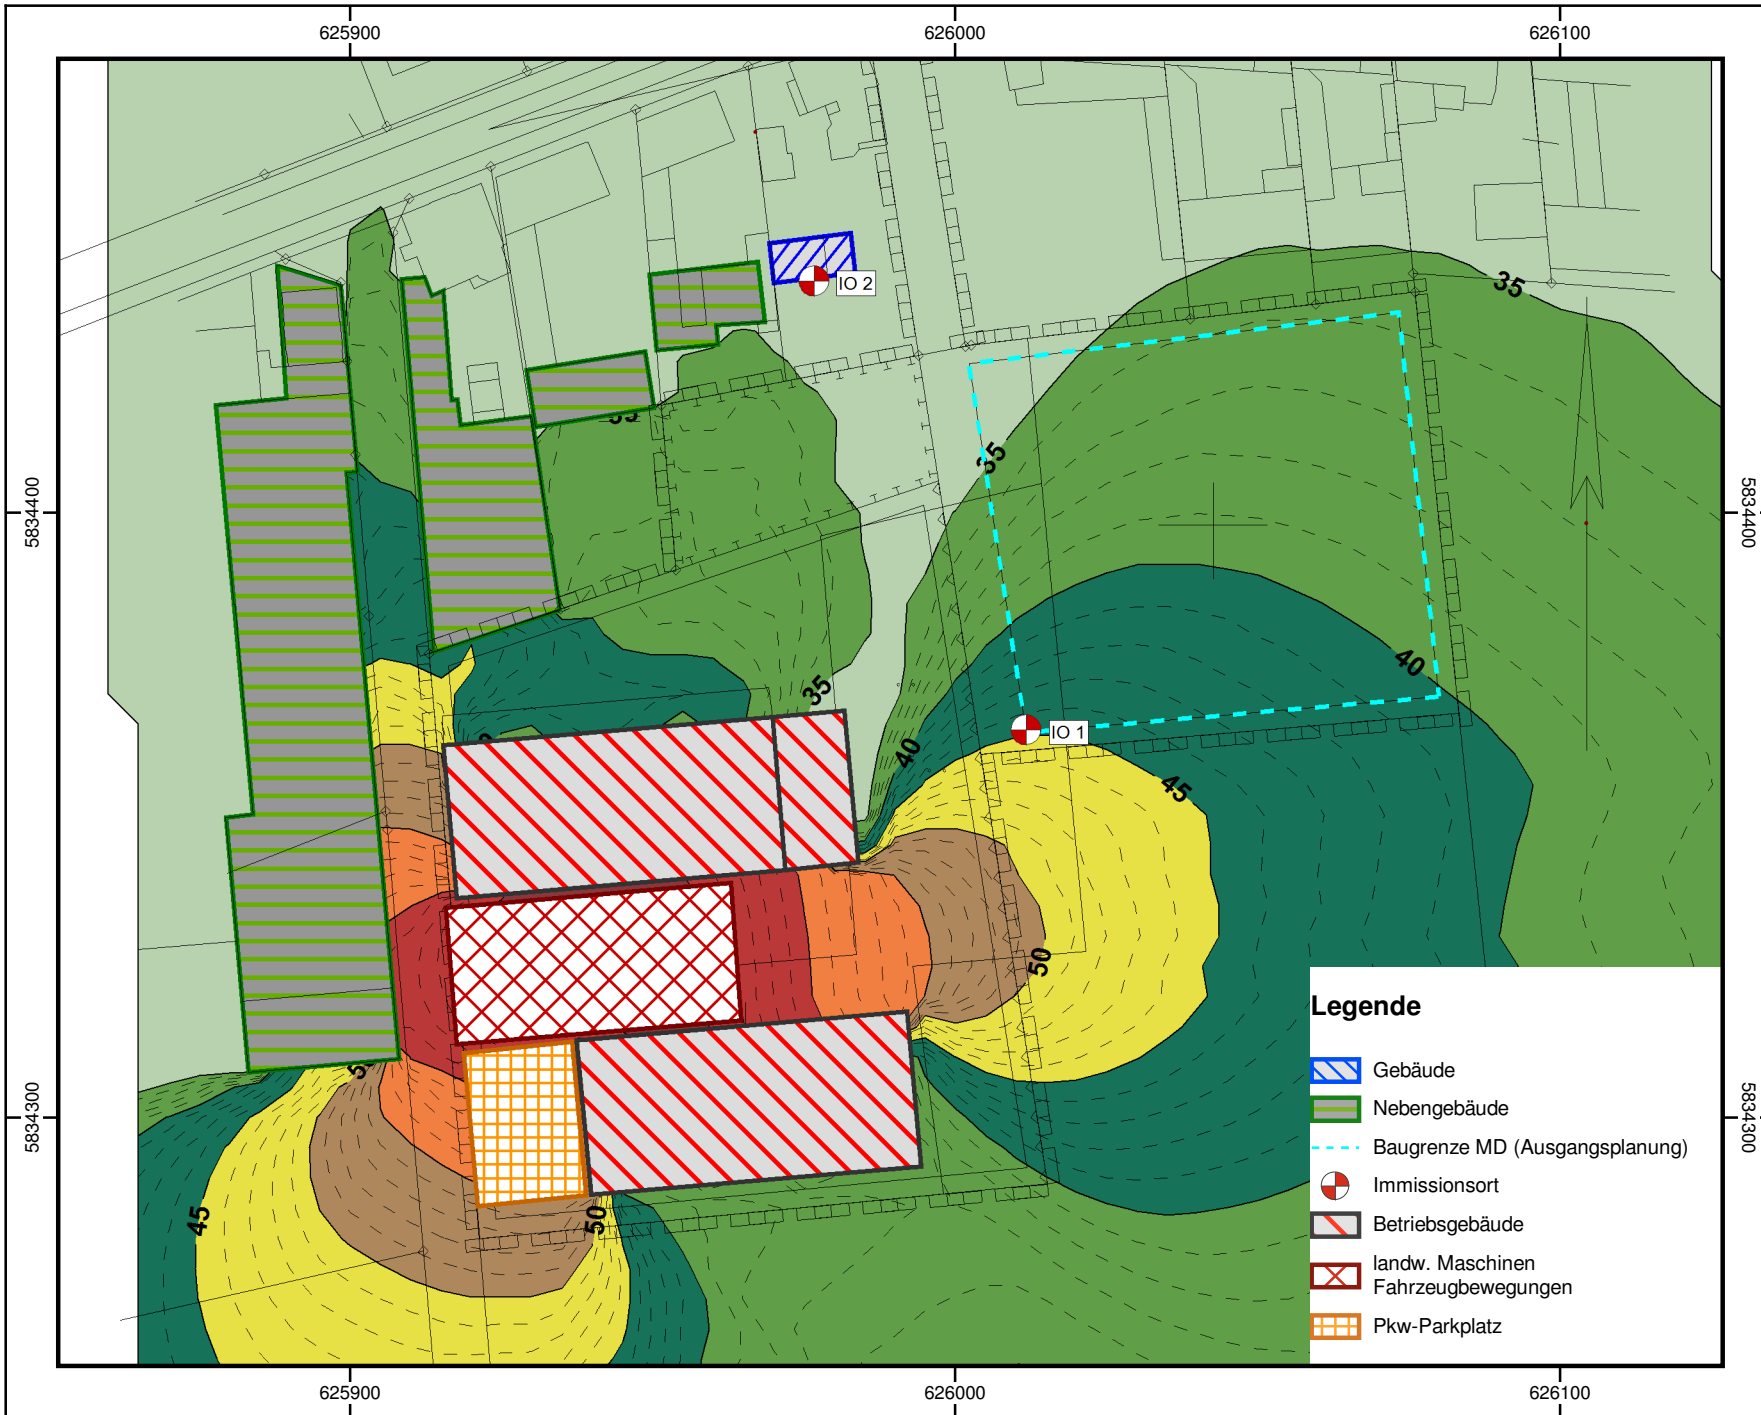 625900
626000
626100
35
IO 2
35
35
5834400
5834400
35
40
IO 1
40
45
50
Legende
Gebäude
Nebengebäude
Baugrenze MD (Ausgangsplanung)
Immissionsort
Betriebsgebäude
landw. Maschinen
Fahrzeugbewegungen
Pkw-Parkplatz
5834300
5834300
45
50
625900
626000
626100